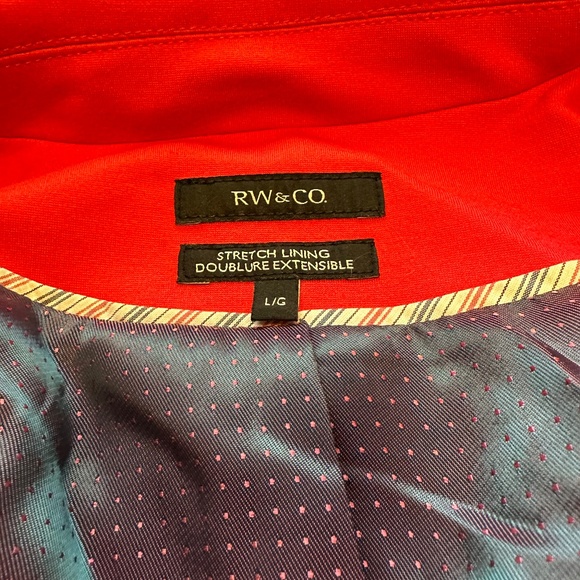 RW&CO.
STRETCH LINING
DOUBLURE EXTENSIBLE
L/G